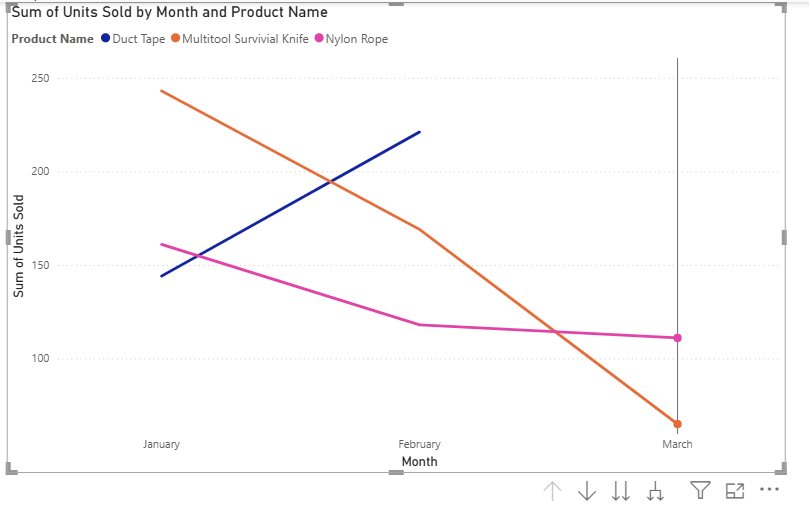 Sum of Units Sold by Month and Product Name
Product Name Duct Tape Multitool Survivial Knife Nylon Rope
250
200
150
100
Sum of Units Sold
January February March
Month